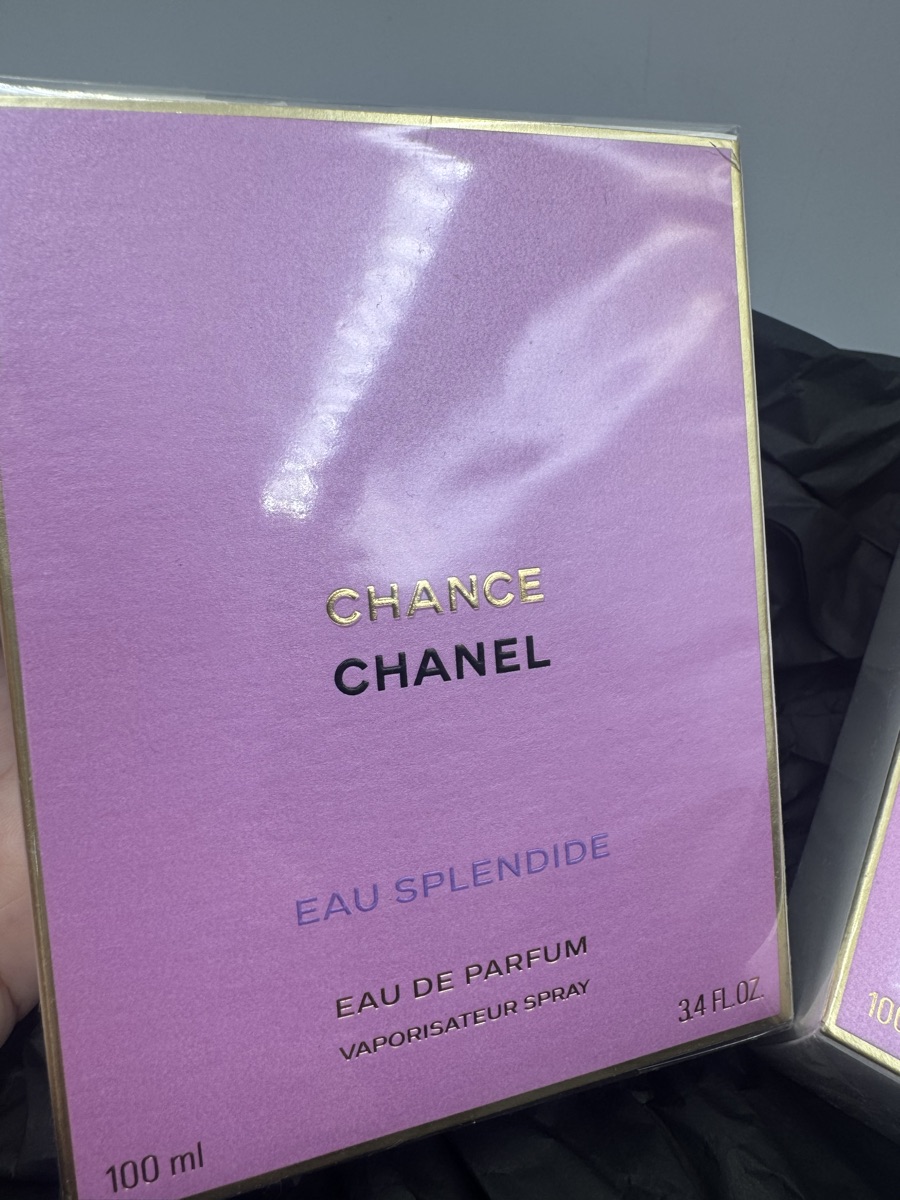 CHANCE
CHANEL
EAU SPLENDIDE
EAU DE PARFUM
VAPORISATEUR SPRAY
3.4 FL.OZ.
100 ml